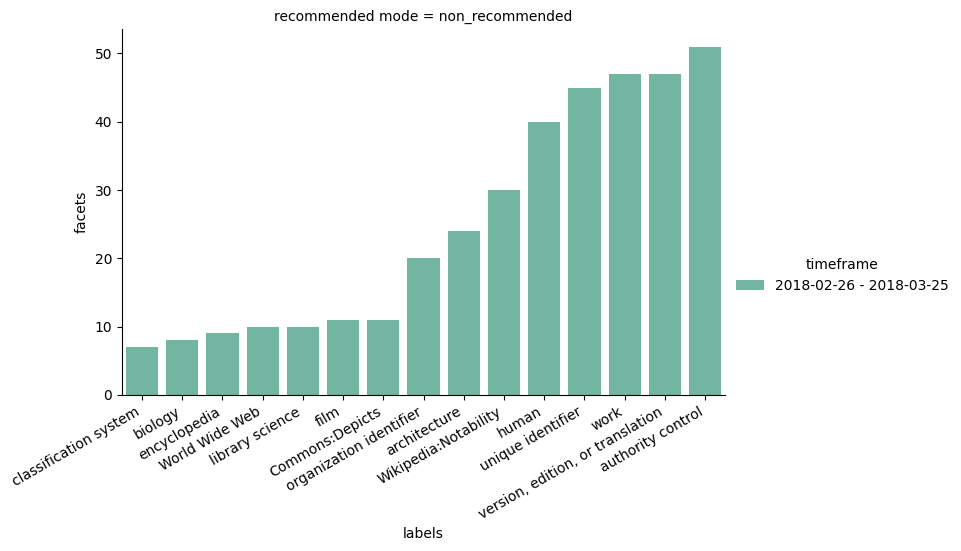 recommended mode = non_recommended
50
40
30
20
10
0
facets
classification system
biology
encyclopedia
World Wide Web
library science
film
Commons:Depicts
organization identifier
architecture
Wikipedia:Notability
human
unique identifier
work
version, edition, or translation
authority control
labels
timeframe
2018-02-26 - 2018-03-25